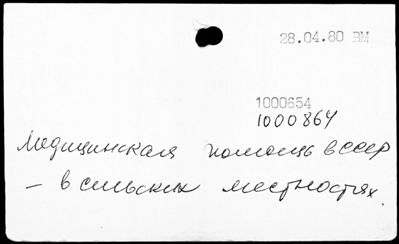 28.04.80 ВМ
1000654
1000864
Медицинская помощь в СССР
— в сельских местностях.